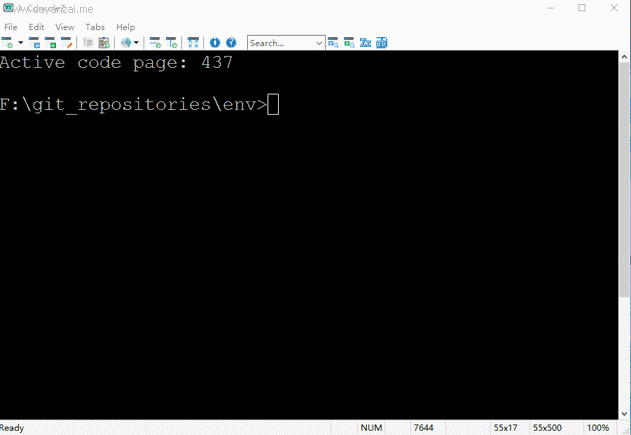 www.dayanzai.me
File Edit View Tabs Help
Search...
Active code page: 437
F:\git_repositories\env>
Ready NUM 7644 55x17 55x500 100%